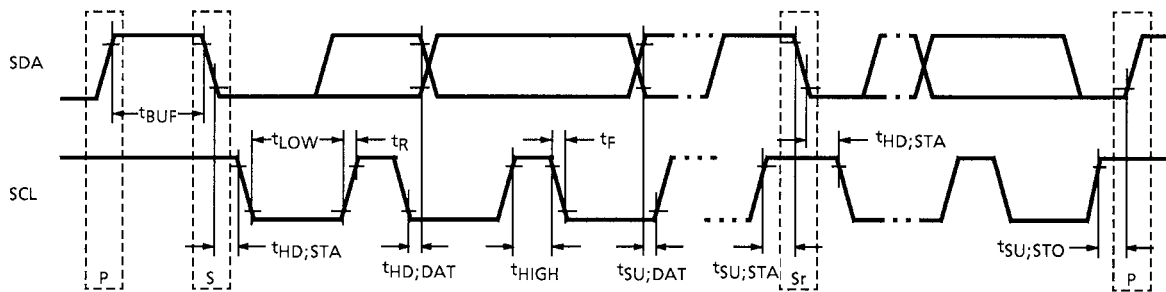 SDA
tBUF
tLOW
tR
tF
tHD;STA
SCL
tHD;STA
tHD;DAT
tHIGH
tSU;DAT
tSU;STA
tSU;STO
P
S
Sr
P